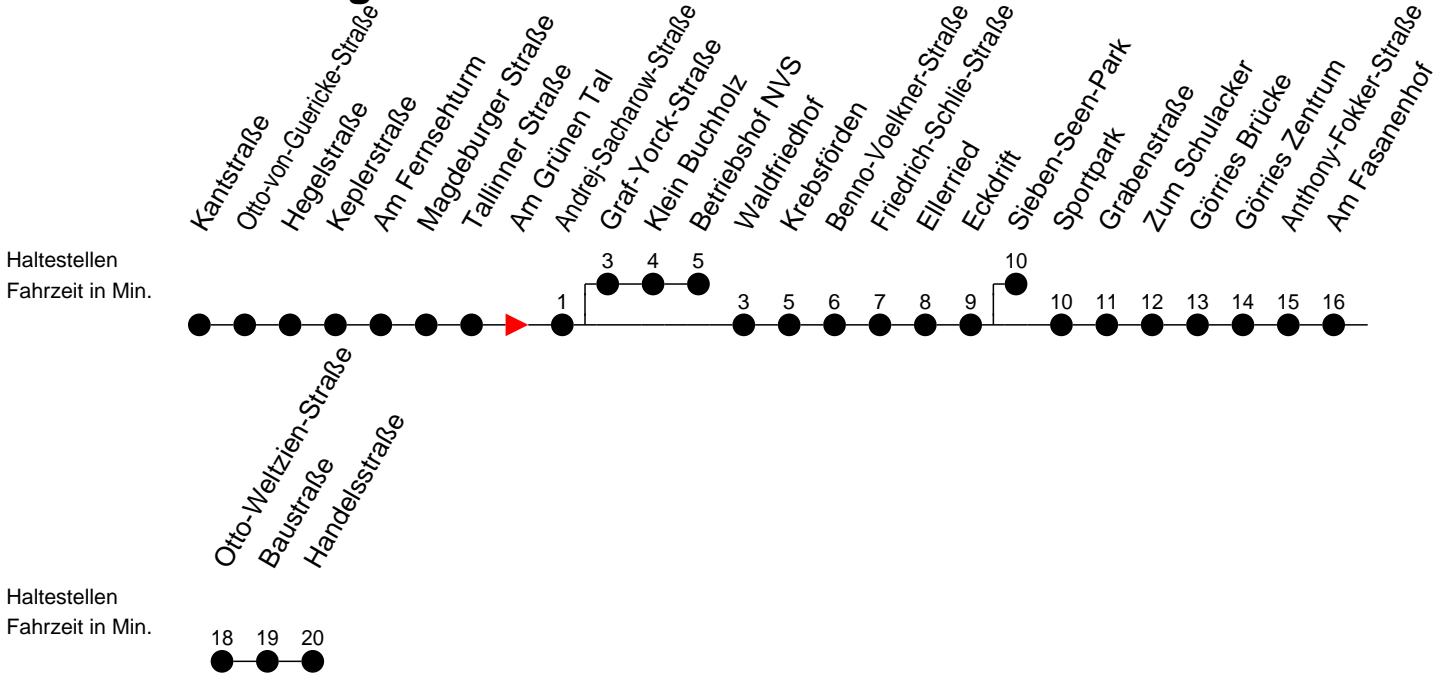 Kantstraße
Otto-von-Guericke-Straße
Hegelstraße
Keplerstraße
Am Fernsehturm
Magdeburger Straße
Tallinner Straße
Am Grünen Tal
Andrej-Sacharow-Straße
Graf-Yorck-Straße
Klein Buchholz
Betriebshof NVS
Waldfriedhof
Krebsförden
Benno-Voelkner-Straße
Friedrich-Schlie-Straße
Ellerried
Eckdrift
Sieben-Seen-Park
Sportpark
Grabenstraße
Zum Schulacker
Görries Brücke
Görries Zentrum
Anthony-Fokker-Straße
Am Fasanenhof
Haltestellen
3 4 5 10
Fahrzeit in Min.
1 3 5 6 7 8 9 10 11 12 13 14 15 16
Otto-Weltzien-Straße
Baustraße
Handelsstraße
Haltestellen
Fahrzeit in Min.
18 19 20